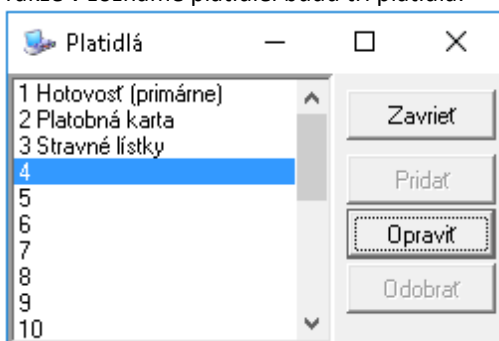 Platidlá
1 Hotovosť (primárne)
2 Platobná karta
3 Stravné lístky
4
5
6
7
8
9
10
Zavrieť
Pridať
Opraviť
Odobrať